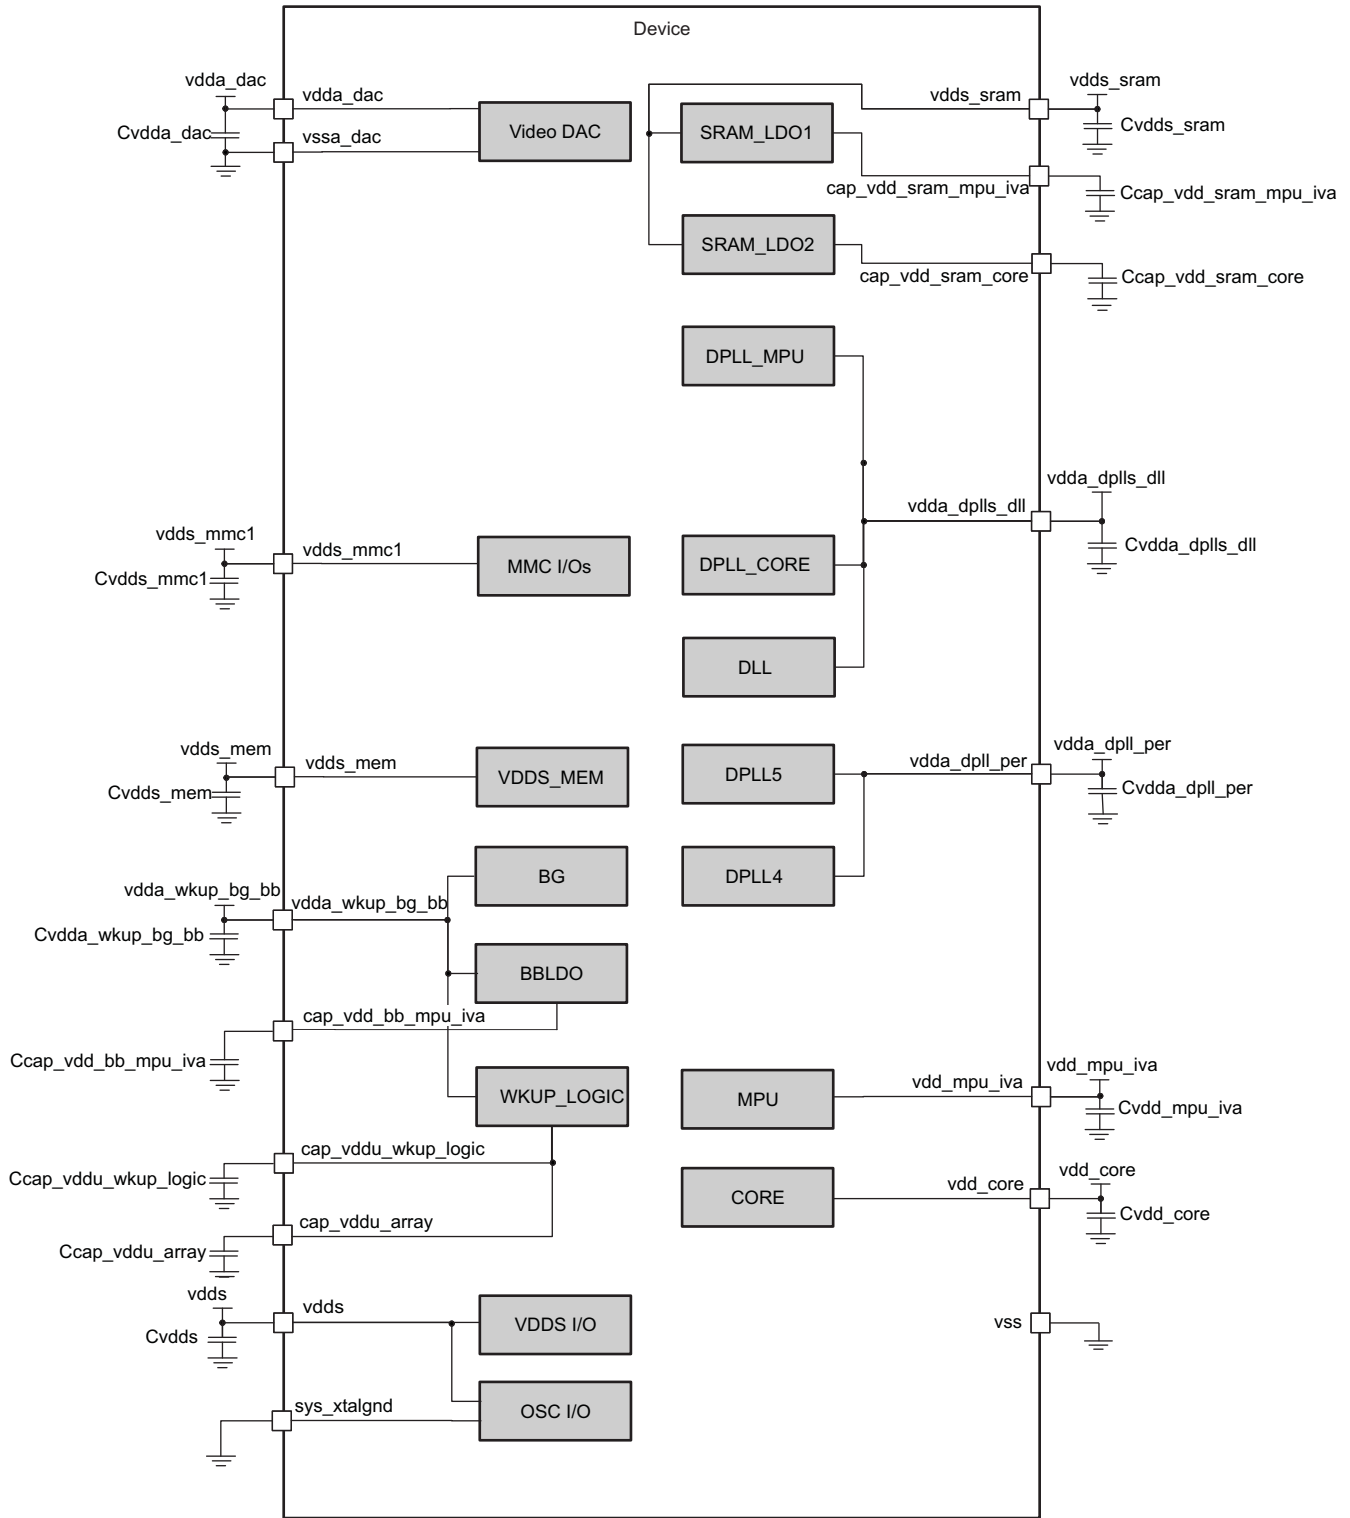 Device
vdda_dac
vdda_dac
Cvdda_dac
vssa_dac
Video DAC
vdds_sram
vdds_sram
Cvdds_sram
SRAM_LDO1
cap_vdd_sram_mpu_iva
Ccap_vdd_sram_mpu_iva
SRAM_LDO2
cap_vdd_sram_core
Ccap_vdd_sram_core
DPLL_MPU
vdda_dplls_dll
vdda_dplls_dll
Cvdda_dplls_dll
vdds_mmc1
vdds_mmc1
Cvdds_mmc1
MMC I/Os
DPLL_CORE
DLL
vdds_mem
vdds_mem
Cvdds_mem
VDDS_MEM
DPLL5
vdda_dpll_per
vdda_dpll_per
Cvdda_dpll_per
BG
DPLL4
vdda_wkup_bg_bb
vdda_wkup_bg_bb
Cvdda_wkup_bg_bb
BBLDO
cap_vdd_bb_mpu_iva
Ccap_vdd_bb_mpu_iva
WKUP_LOGIC
MPU
vdd_mpu_iva
vdd_mpu_iva
Cvdd_mpu_iva
cap_vddu_wkup_logic
Ccap_vddu_wkup_logic
CORE
vdd_core
vdd_core
Cvdd_core
cap_vddu_array
Ccap_vddu_array
vdds
vdds
Cvdds
VDDS I/O
vss
sys_xtalgnd
OSC I/O